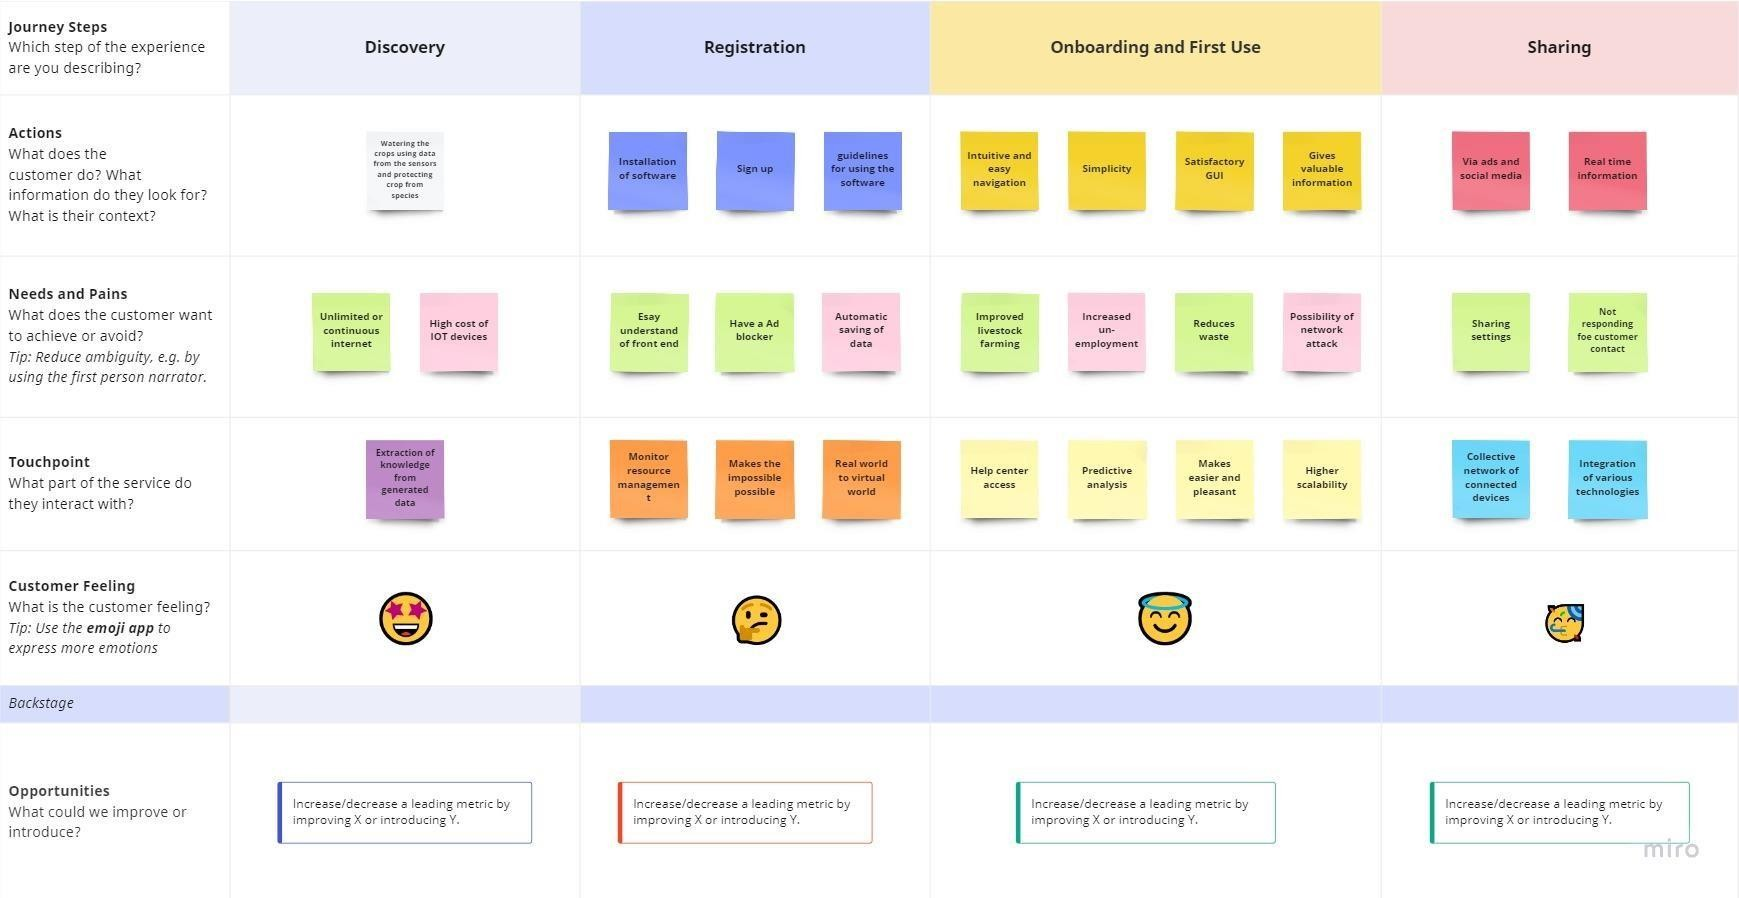 Journey Steps
Which step of the experience
are you describing?
Discovery
Registration
Onboarding and First Use
Sharing
Actions
What does the
customer do? What
information do they look for?
What is their context?
Watering the
crops using data
from the sensors
and protecting
crop from
species
Installation
of software
Sign up
guidelines
for using the
software
Intuitive and
easy
navigation
Simplicity
Satisfactory
GUI
Gives
valuable
information
Via ads and
social media
Real time
information
Needs and Pains
What does the customer want
to achieve or avoid?
Tip: Reduce ambiguity, e.g. by
using the first person narrator.
Unlimited or
continuous
internet
High cost of
IOT devices
Esay
understand
of front end
Have a Ad
blocker
Automatic
saving of
data
Improved
livestock
farming
Increased
un-
employment
Reduces
waste
Possibility of
network
attack
Sharing
settings
Not
responding
foe customer
contact
Touchpoint
What part of the service do
they interact with?
Extraction of
knowledge
from
generated
data
Monitor
resource
managemen
t
Makes the
impossible
possible
Real world
to virtual
world
Help center
access
Predictive
analysis
Makes
easier and
pleasant
Higher
scalability
Collective
network of
connected
devices
Integration
of various
technologies
Customer Feeling
What is the customer feeling?
Tip: Use the emoji app to
express more emotions
Backstage
Opportunities
What could we improve or
introduce?
Increase/decrease a leading metric by
improving X or introducing Y.
Increase/decrease a leading metric by
improving X or introducing Y.
Increase/decrease a leading metric by
improving X or introducing Y.
Increase/decrease a leading metric by
improving X or introducing Y.
miro